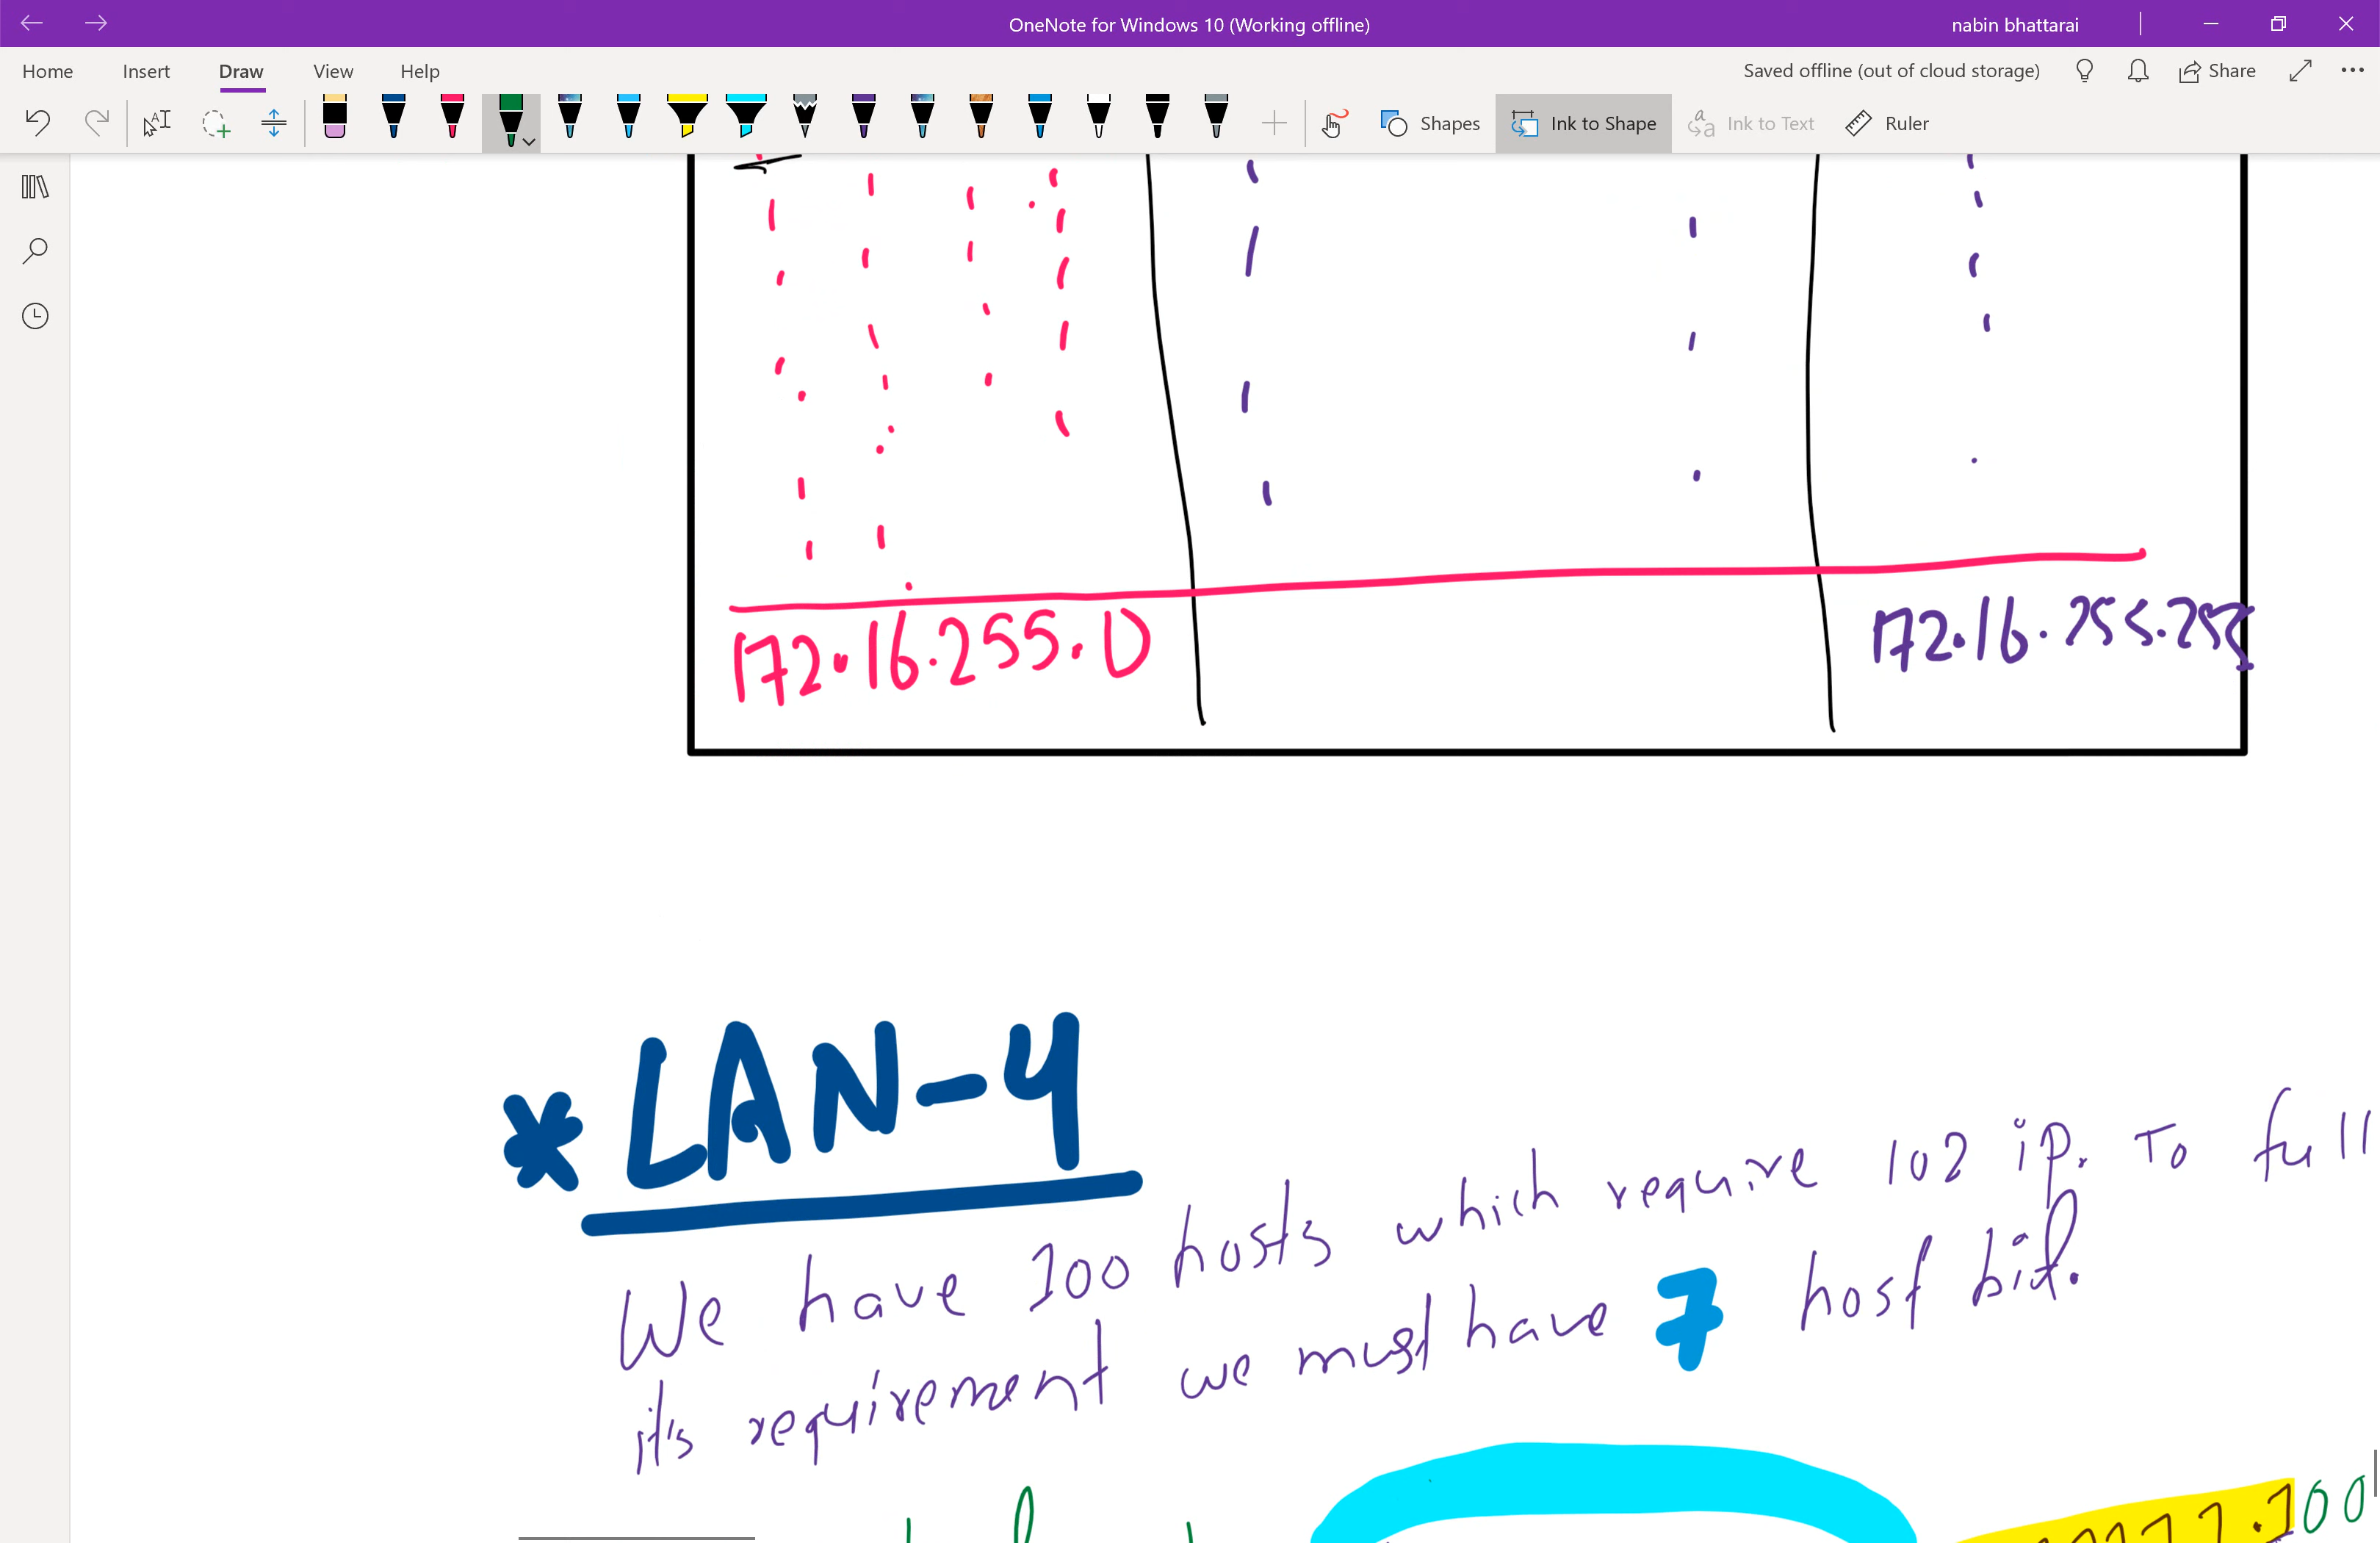 OneNote for Windows 10 (Working offline)
nabin bhattarai
Home Insert Draw View Help
Saved offline (out of cloud storage)
Share
Shapes
Ink to Shape
Ink to Text
Ruler
172.16.255.0
172.16.255.255
* LAN-4
We have 100 hosts which require 102 ip. To full
it's requirement we must have 7 host bit.
1.100